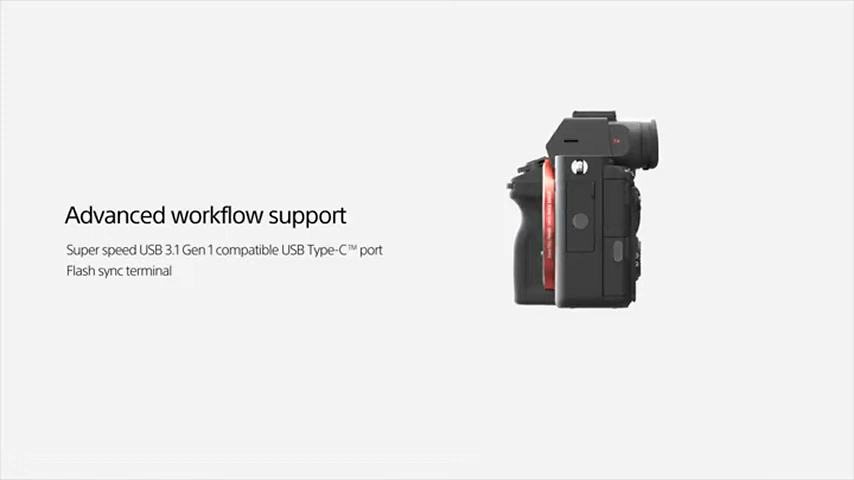 Advanced workflow support
Super speed USB 3.1 Gen 1 compatible USB Type-C™ port
Flash sync terminal